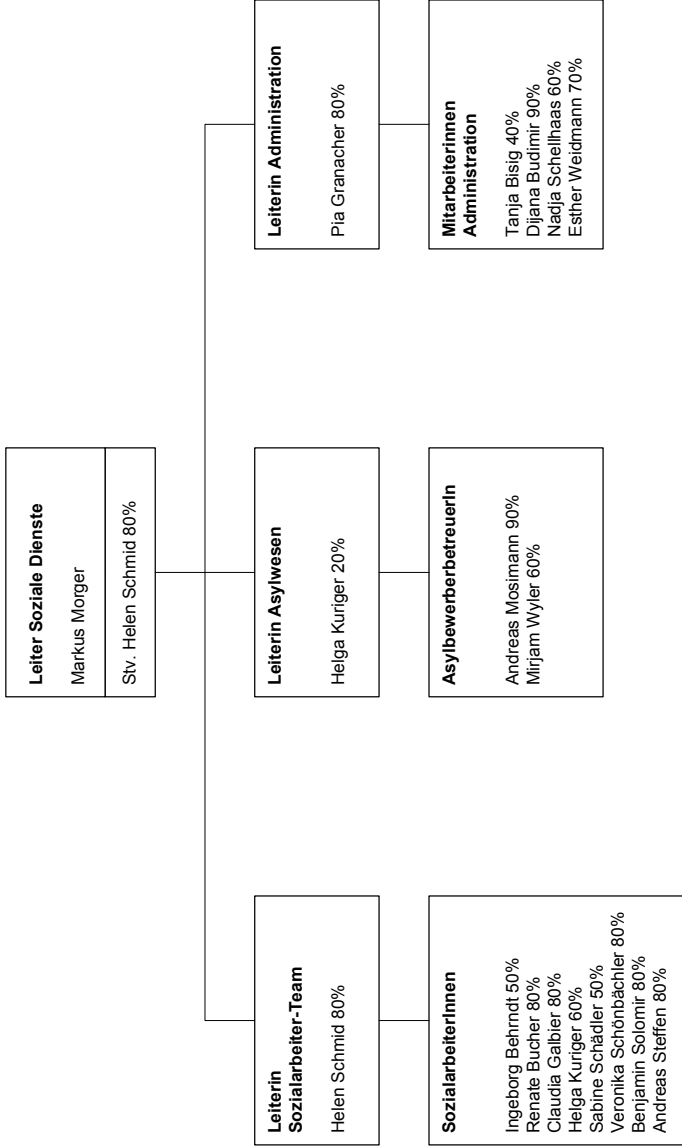 Leiter Soziale Dienste
Markus Morger
Stv. Helen Schmid 80%
Leiterin
Sozialarbeiter-Team
Helen Schmid 80%
Leiterin Asylwesen
Helga Kuriger 20%
Leiterin Administration
Pia Granacher 80%
SozialarbeiterInnen
Ingeborg Behrndt 50%
Renate Bucher 80%
Claudia Galbier 80%
Helga Kuriger 60%
Sabine Schädler 50%
Veronika Schönbächler 80%
Benjamin Solomir 80%
Andreas Steffen 80%
AsylbewerberbetreuerIn
Andreas Mosimann 90%
Mirjam Wyler 60%
Mitarbeiterinnen
Administration
Tanja Bisig 40%
Dijana Budimir 90%
Nadja Schellhaas 60%
Esther Weidmann 70%